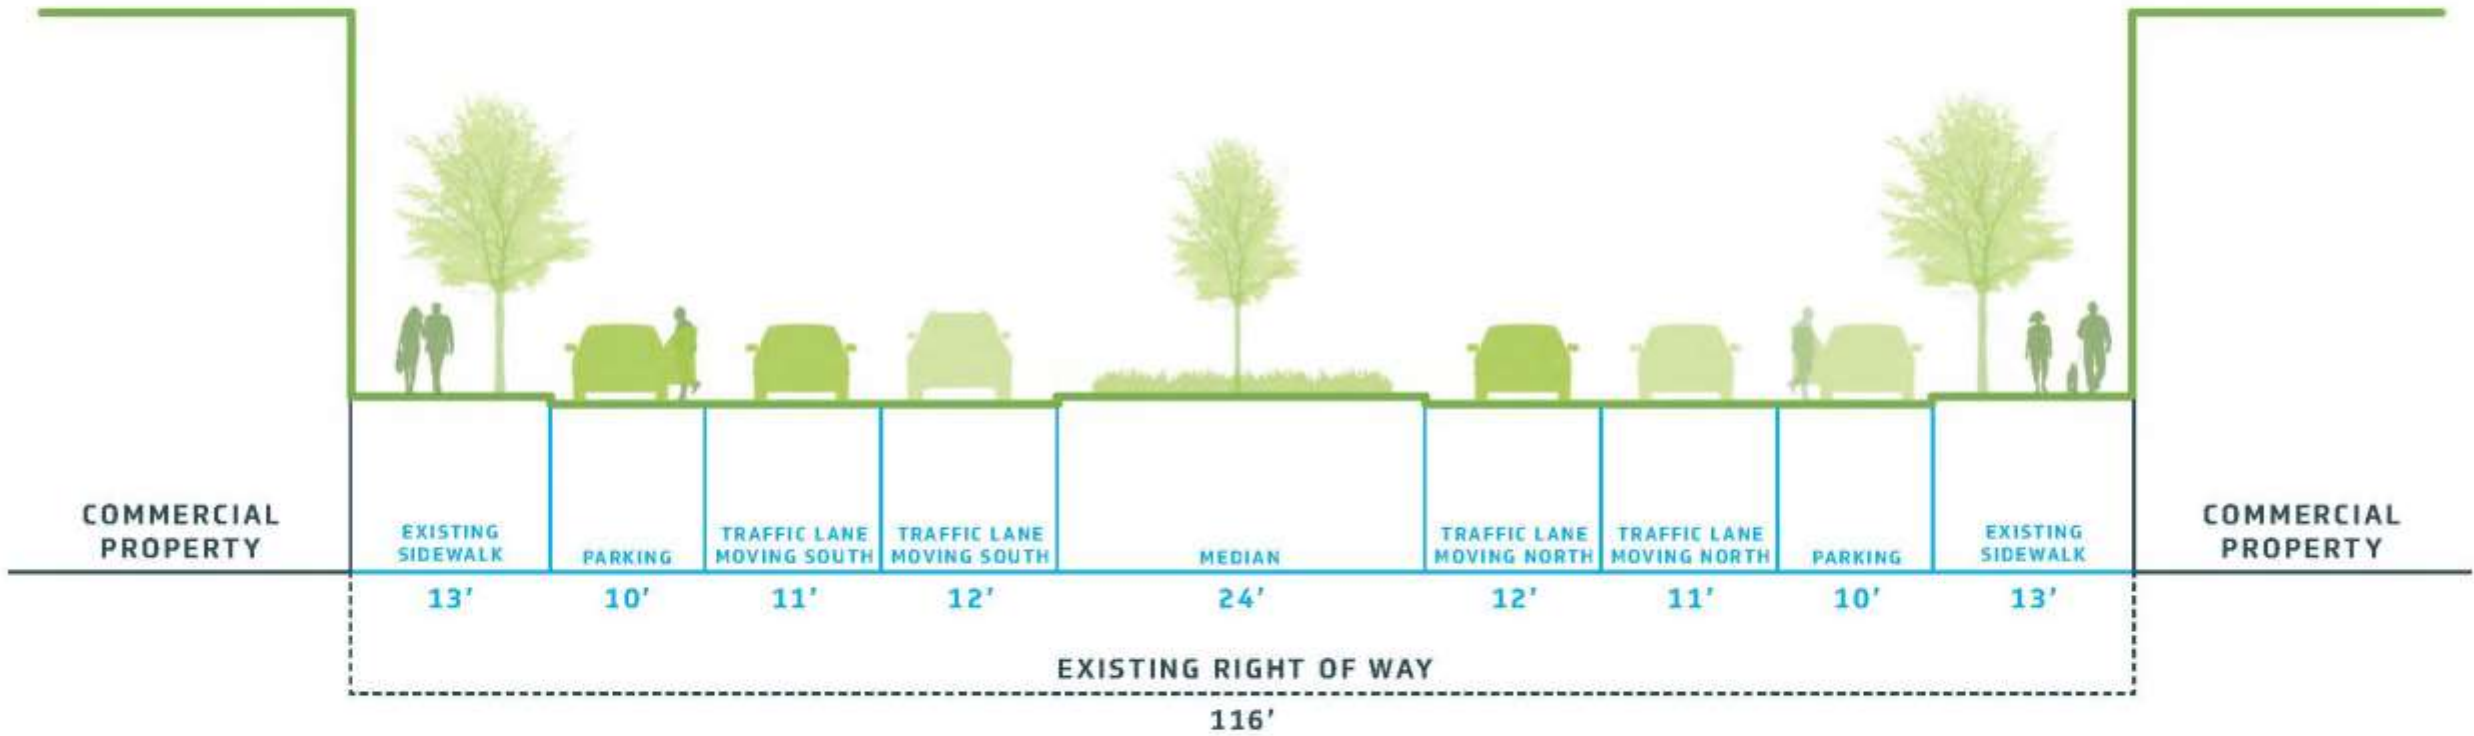 COMMERCIAL
PROPERTY
EXISTING
SIDEWALK
PARKING
TRAFFIC LANE
MOVING SOUTH
TRAFFIC LANE
MOVING SOUTH
MEDIAN
TRAFFIC LANE
MOVING NORTH
TRAFFIC LANE
MOVING NORTH
PARKING
EXISTING
SIDEWALK
COMMERCIAL
PROPERTY
13'
10'
11'
12'
24'
12'
11'
10'
13'
EXISTING RIGHT OF WAY
116'